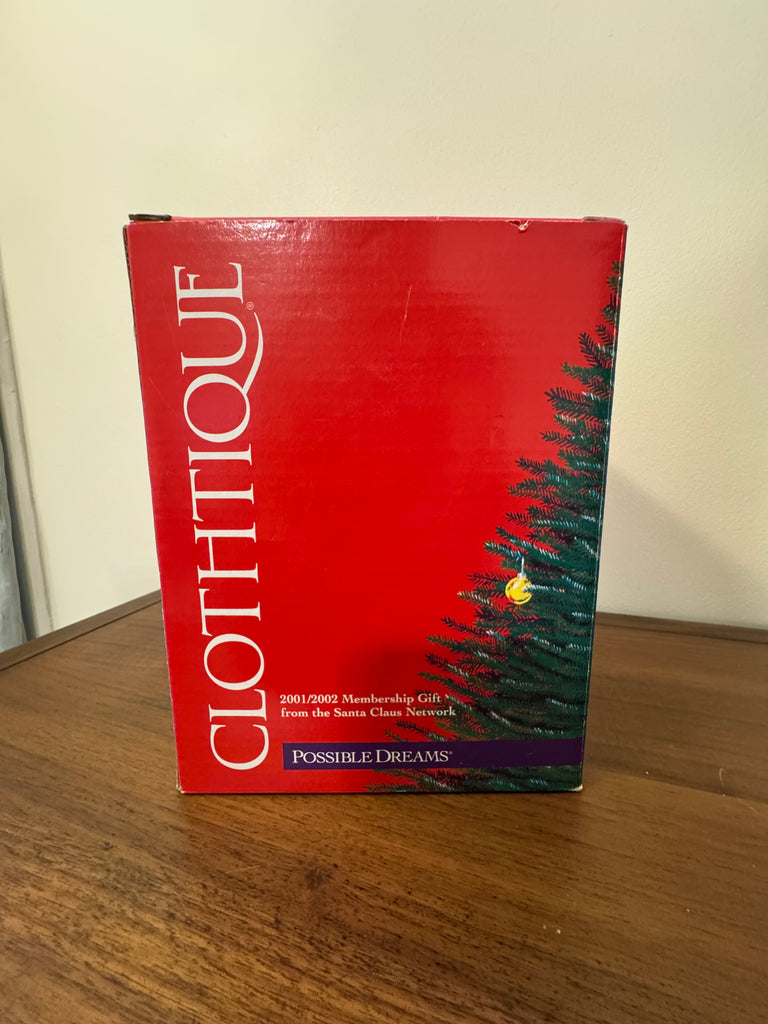 CLOTHTIQUE®
2001/2002 Membership Gift
from the Santa Claus Network
POSSIBLE DREAMS®